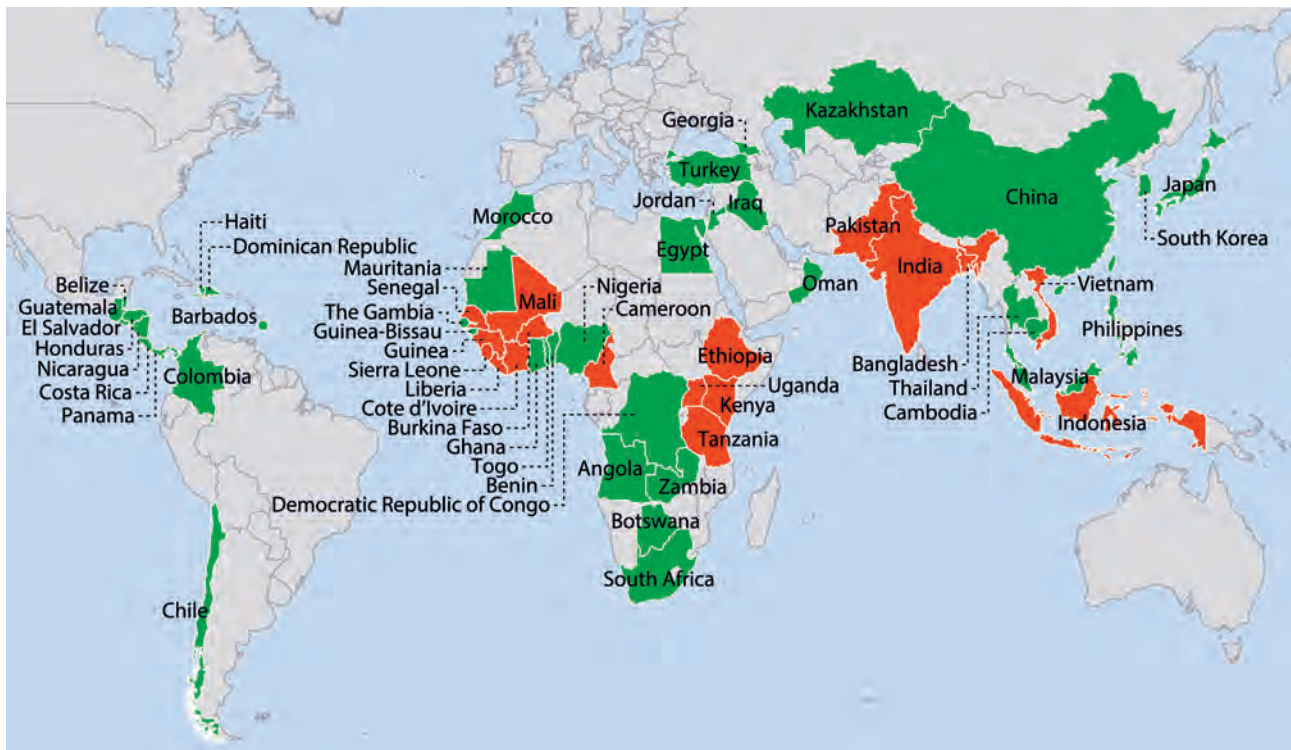 Kazakhstan
Georgia
Turkey
China
Japan
Jordan
Iraq
Morocco
Haiti
Pakistan
South Korea
Dominican Republic
Egypt
India
Mauritania
Belize
Senegal
Nigeria
Oman
Vietnam
Guatemala
Mali
The Gambia
Cameroon
Barbados
El Salvador
Guinea-Bissau
Philippines
Honduras
Guinea
Ethiopia
Bangladesh
Nicaragua
Colombia
Sierra Leone
Uganda
Thailand
Malaysia
Costa Rica
Liberia
Kenya
Cambodia
Panama
Cote d'Ivoire
Indonesia
Burkina Faso
Tanzania
Ghana
Togo
Angola
Benin
Zambia
Democratic Republic of Congo
Botswana
South Africa
Chile